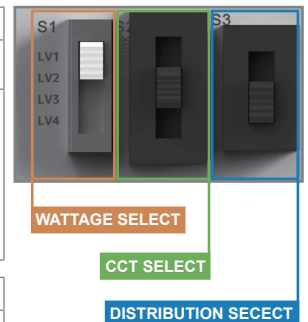 S1
S2
S3
LV1
LV2
LV3
LV4
WATTAGE SELECT
CCT SELECT
DISTRIBUTION SECECT